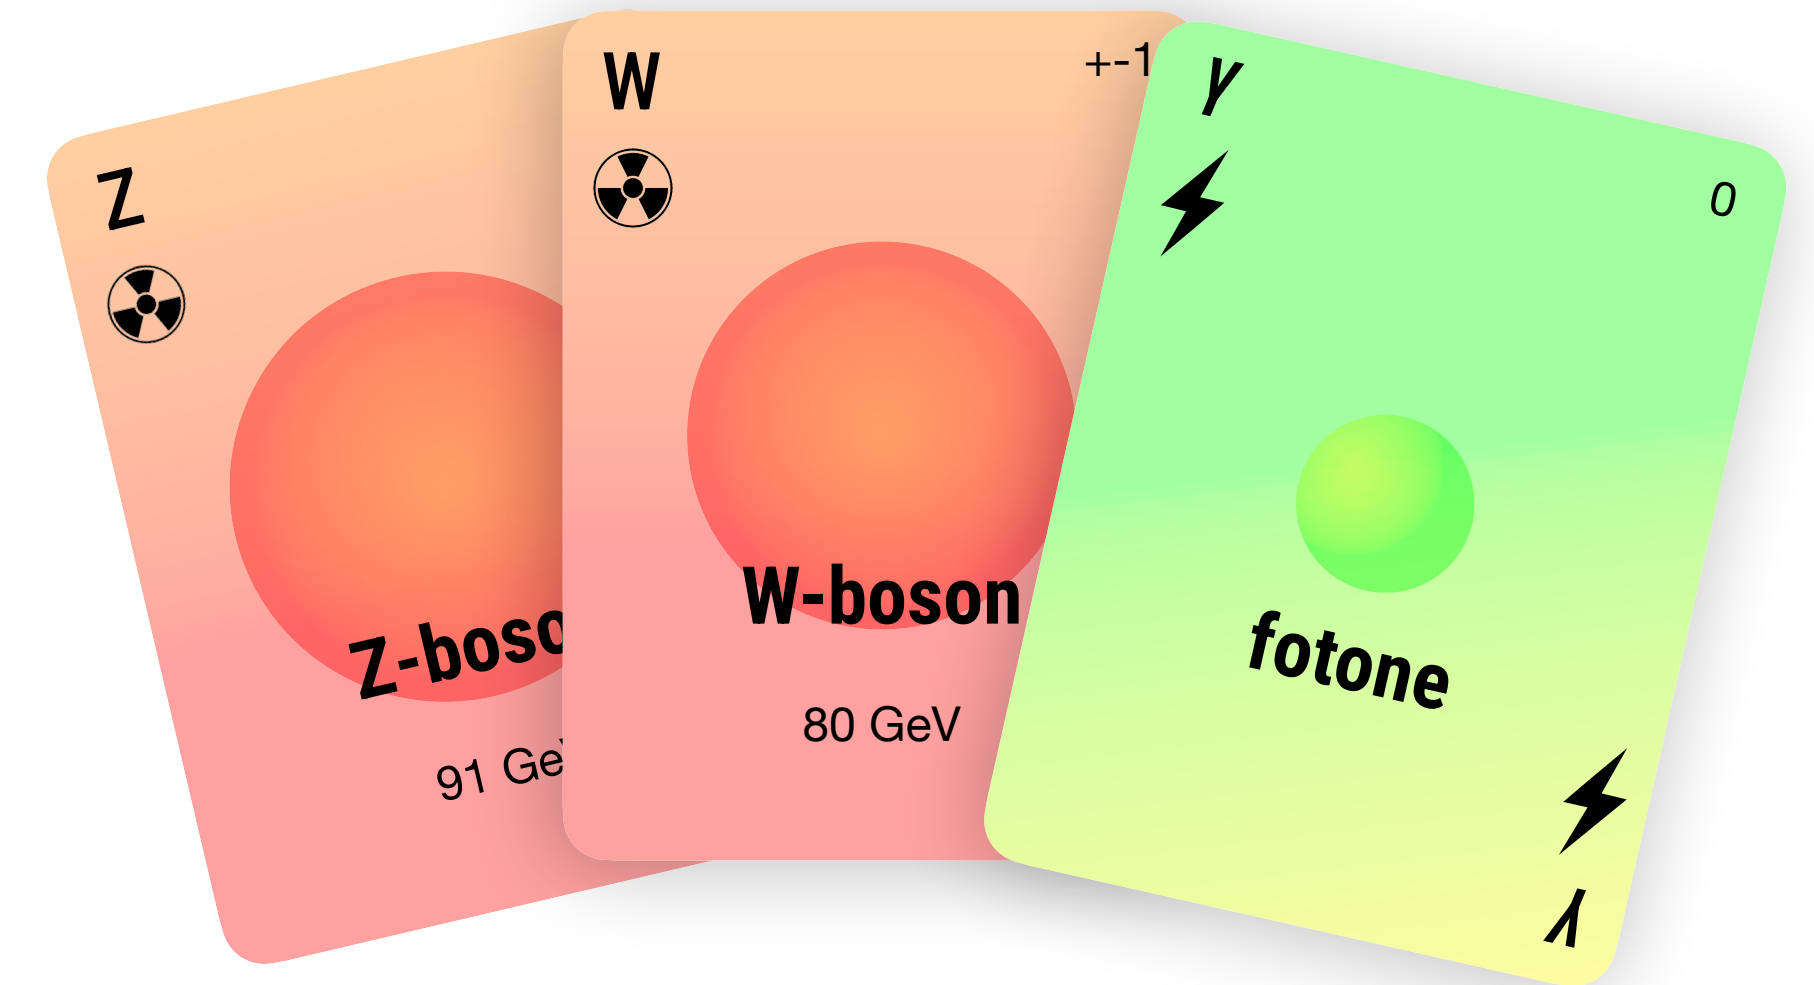 Z
Z-boso
91 Ge
W
+-1
W-boson
80 GeV
γ
0
fotone
γ